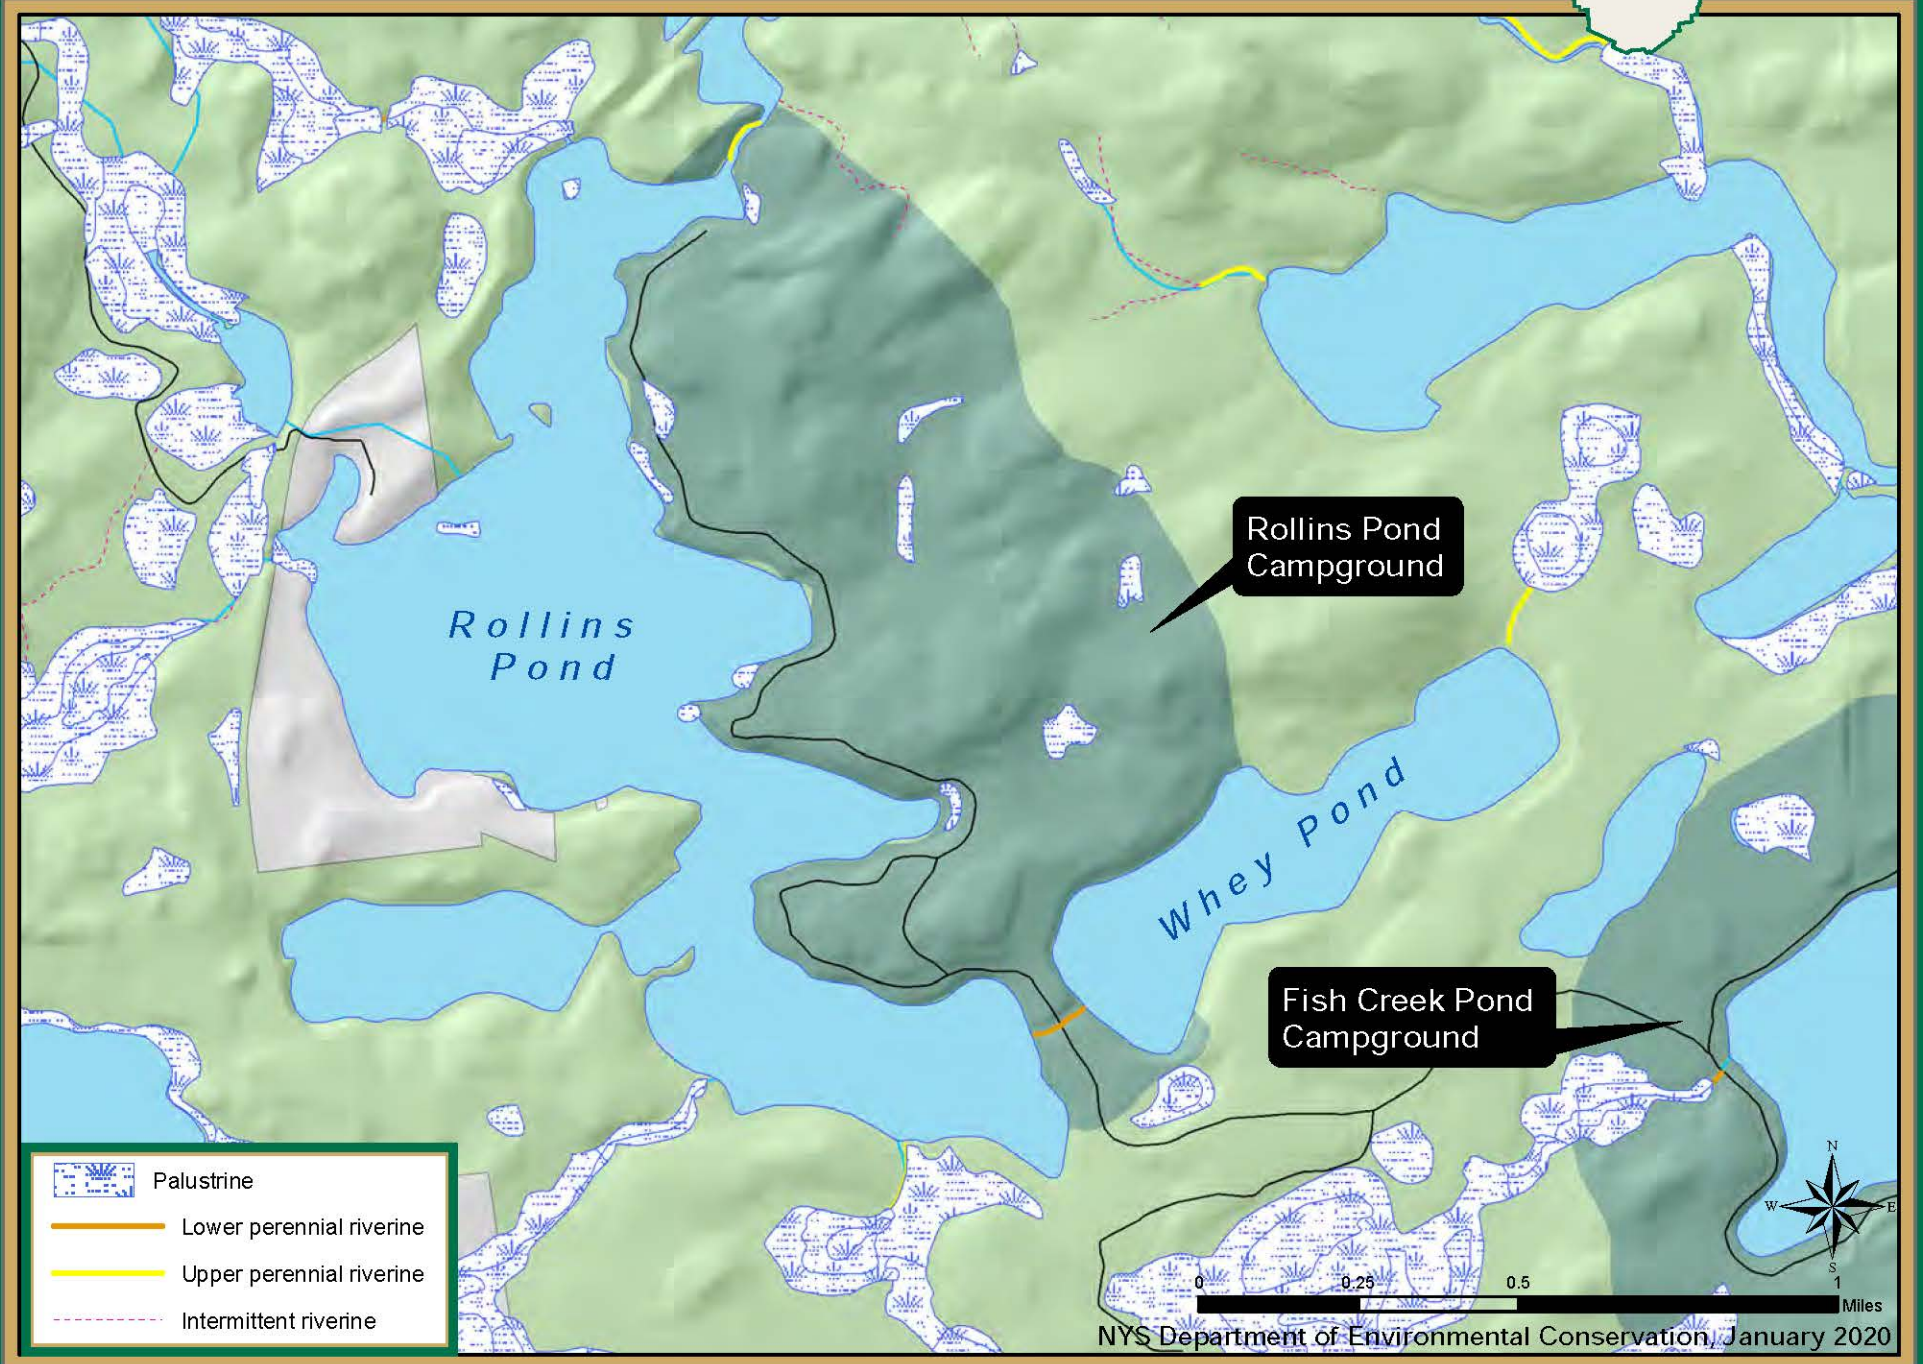 Rollins Pond
Campground
Rollins
Pond
Whey Pond
Fish Creek Pond
Campground
Palustrine
Lower perennial riverine
Upper perennial riverine
Intermittent riverine
N
W
E
S
0
0.25
0.5
1
Miles
NYS Department of Environmental Conservation, January 2020